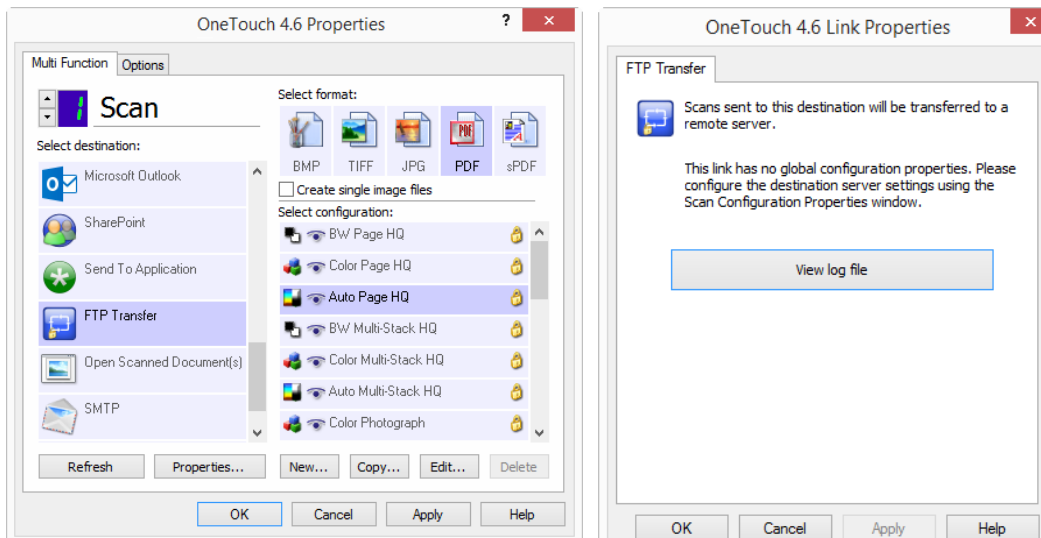 OneTouch 4.6 Properties
?
×
Multi Function
Options
1
Scan
Select destination:
Microsoft Outlook
SharePoint
Send To Application
FTP Transfer
Open Scanned Document(s)
SMTP
Refresh
Properties...
Select format:
BMP
TIFF
JPG
PDF
PDF
sPDF
Create single image files
Select configuration:
BW Page HQ
Color Page HQ
Auto Page HQ
BW Multi-Stack HQ
Color Multi-Stack HQ
Auto Multi-Stack HQ
Color Photograph
New...
Copy...
Edit...
Delete
OK
Cancel
Apply
Help
OneTouch 4.6 Link Properties
×
FTP Transfer
Scans sent to this destination will be transferred to a
remote server.
This link has no global configuration properties. Please
configure the destination server settings using the
Scan Configuration Properties window.
View log file
OK
Cancel
Apply
Help